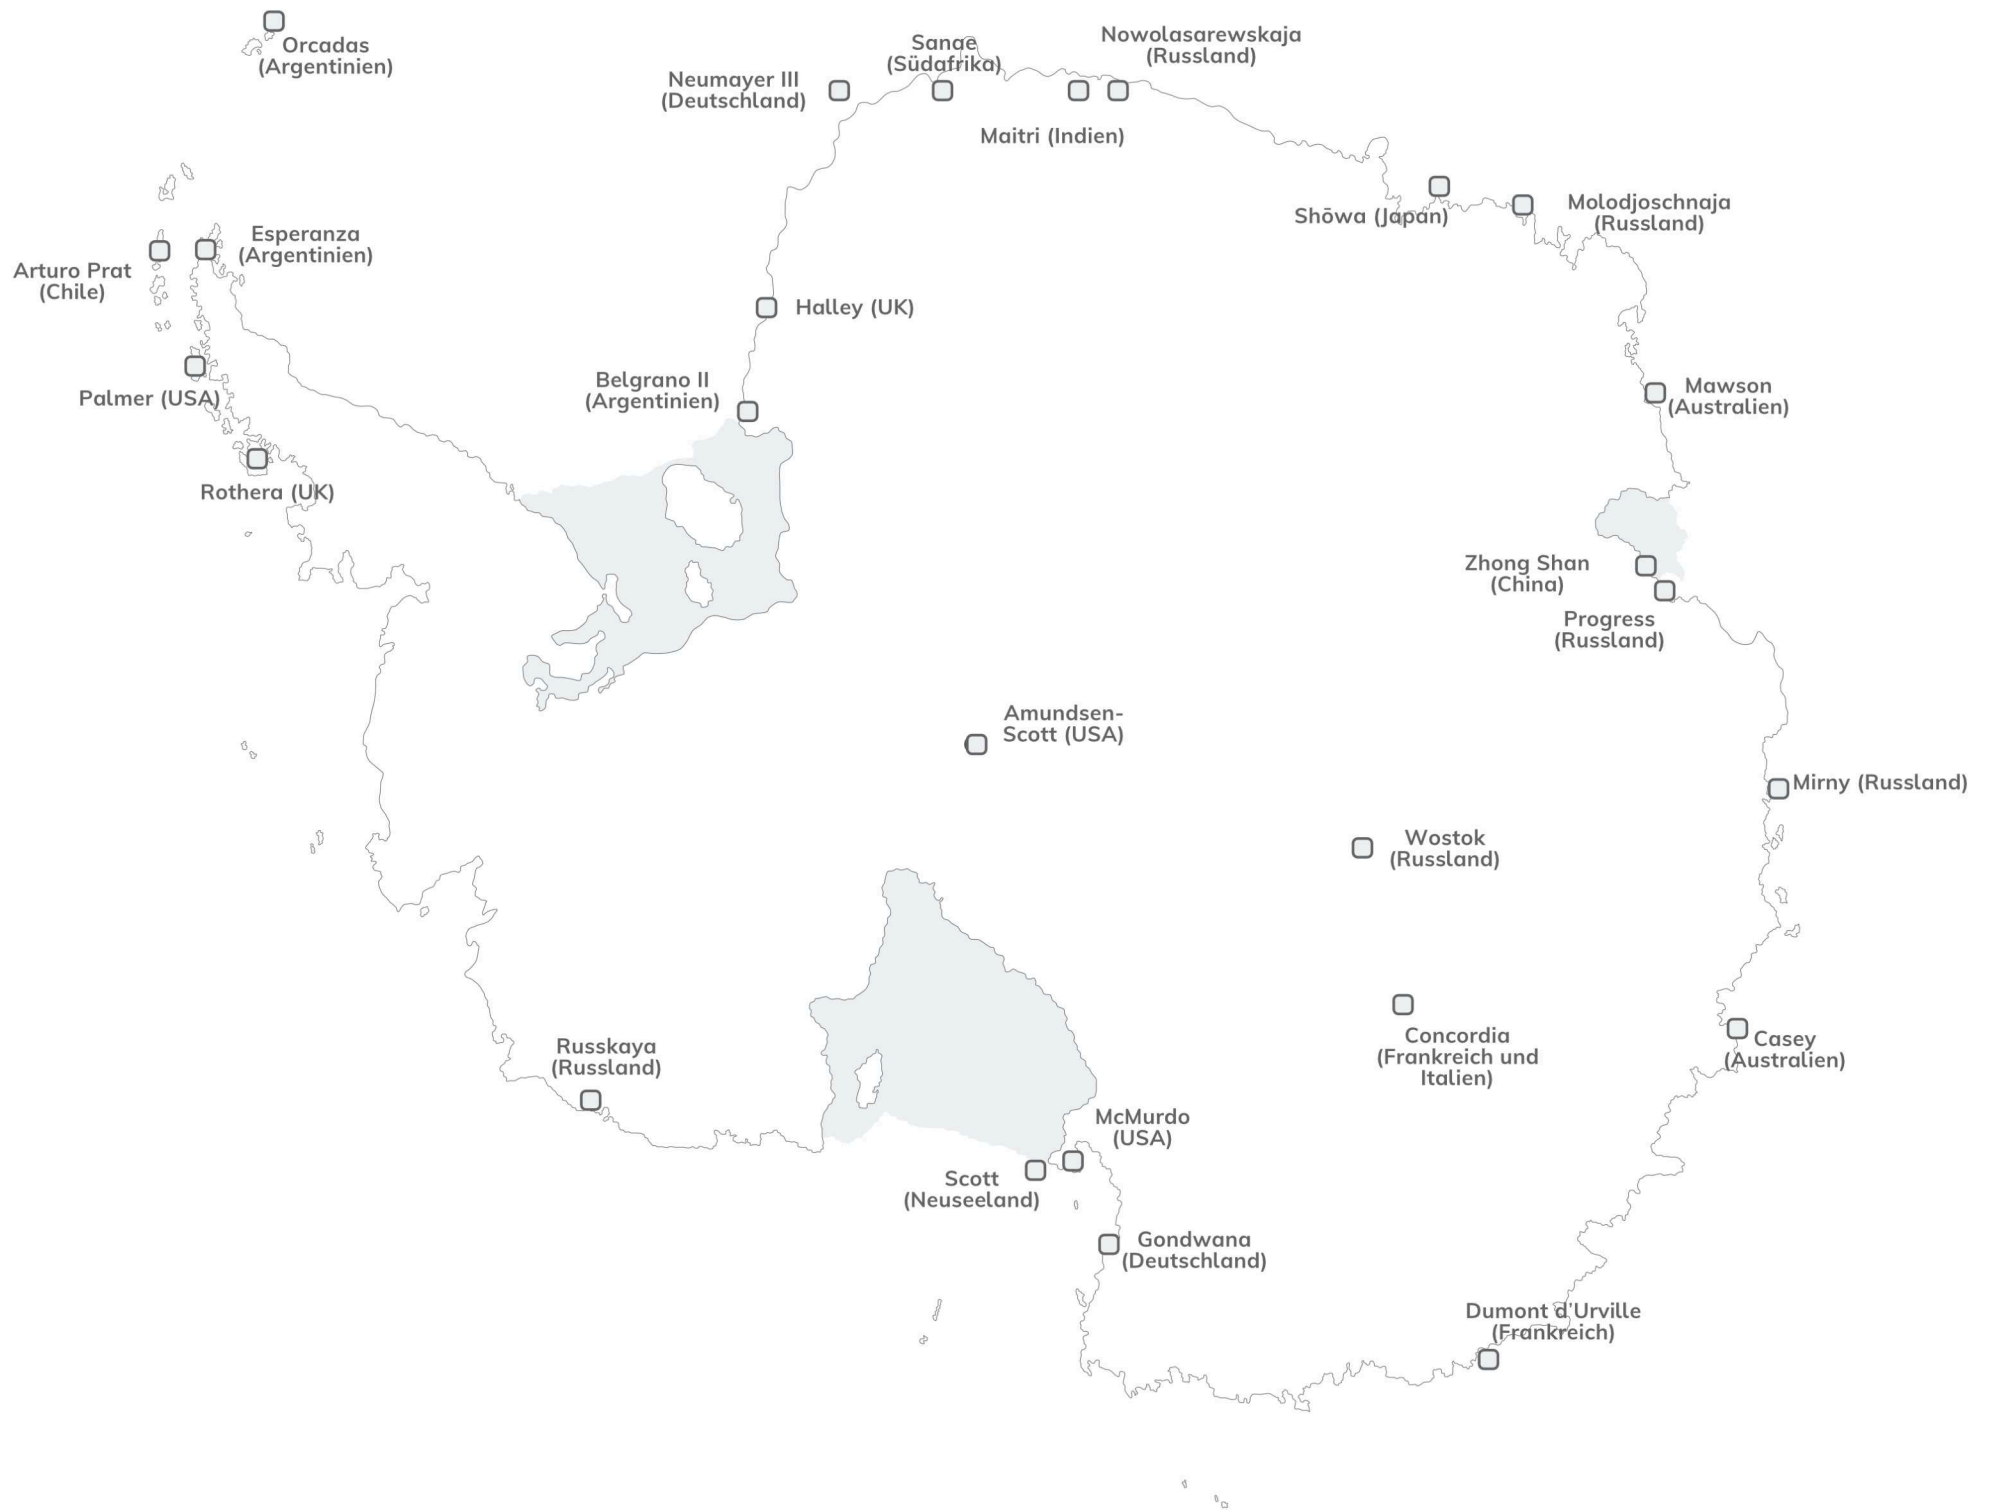 Orcadas
(Argentinien)
Neumayer III
(Deutschland)
Sanae
(Südafrika)
Nowolasarewskaja
(Russland)
Maitri (Indien)
Shōwa (Japan)
Molodjoschnaja
(Russland)
Arturo Prat
(Chile)
Esperanza
(Argentinien)
Halley (UK)
Palmer (USA)
Belgrano II
(Argentinien)
Mawson
(Australien)
Rothera (UK)
Zhong Shan
(China)
Progress
(Russland)
Amundsen-
Scott (USA)
Mirny (Russland)
Wostok
(Russland)
Concordia
(Frankreich und
Italien)
Casey
(Australien)
Russkaya
(Russland)
McMurdo
(USA)
Scott
(Neuseeland)
Gondwana
(Deutschland)
Dumont d'Urville
(Frankreich)